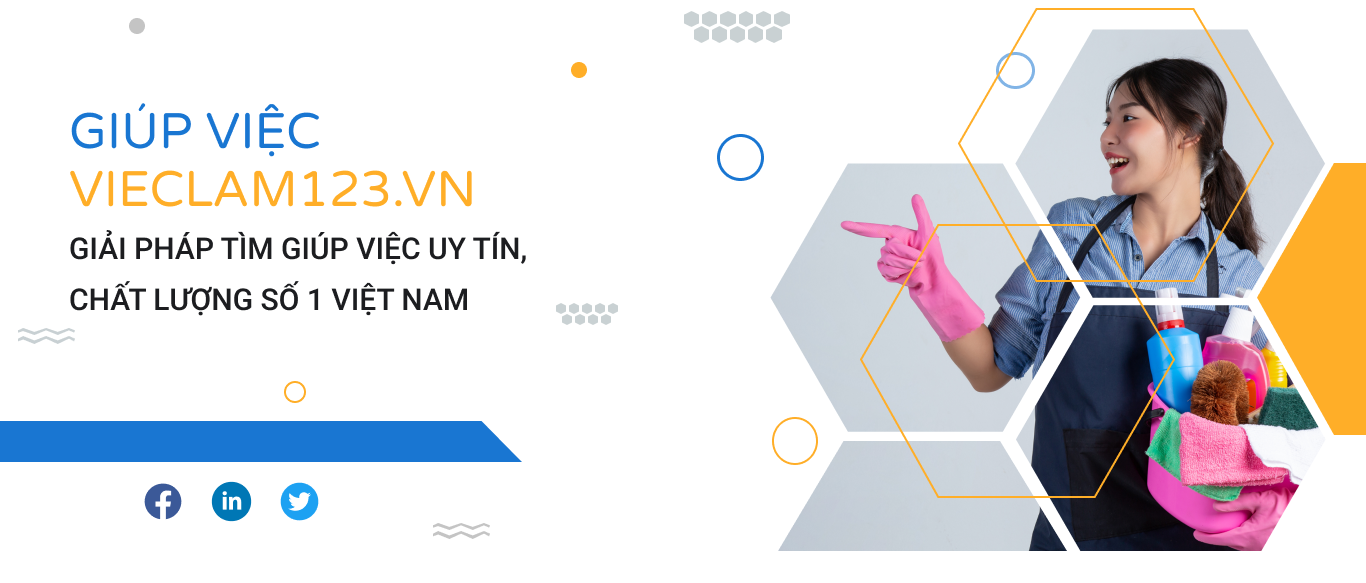 GIÚP VIỆC
VIECLAM123.VN
GIẢI PHÁP TÌM GIÚP VIỆC UY TÍN,
CHẤT LƯỢNG SỐ 1 VIỆT NAM